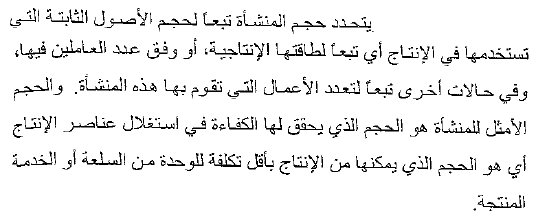 يتحدد حجم المنشأة تبعاً لحجم الأصول الثابتة التي
تستخدمها في الإنتاج أي تبعاً لطاقتها الإنتاجية، أو وفق عدد العاملين فيها،
وفي حالات أخرى تبعاً لتعدد الأعمال التي تقوم بها هذه المنشأة. والحجم
الأمثل للمنشأة هو الحجم الذي يحقق لها الكفاءة في استغلال عناصر الإنتاج
أي هو الحجم الذي يمكنها من الإنتاج بأقل تكلفة للوحدة من السلعة أو الخدمة
المنتجة.